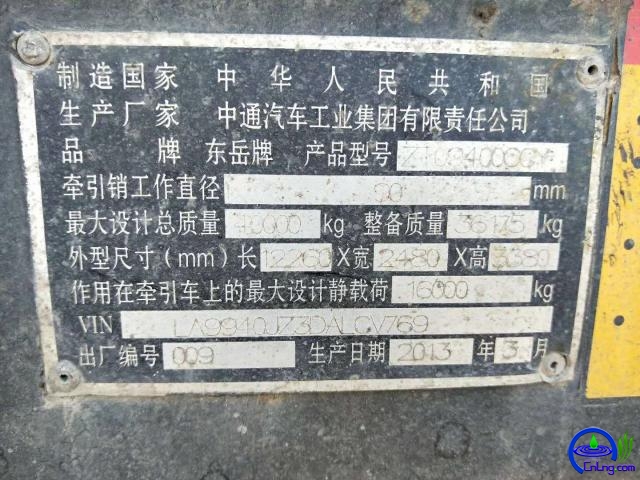 制造国家 中华人民共和国
生产厂家 中通汽车工业集团有限责任公司
品 牌 东岳牌 产品型号
牵引销工作直径 90 mm
最大设计总质量 40000 kg 整备质量 36175 kg
外型尺寸(mm)长 12260 X宽 2480 X高 3380
作用在牵引车上的最大设计静载荷 16000 kg
VIN
出厂编号 009 生产日期 2013 年 3 月
CnLng.com